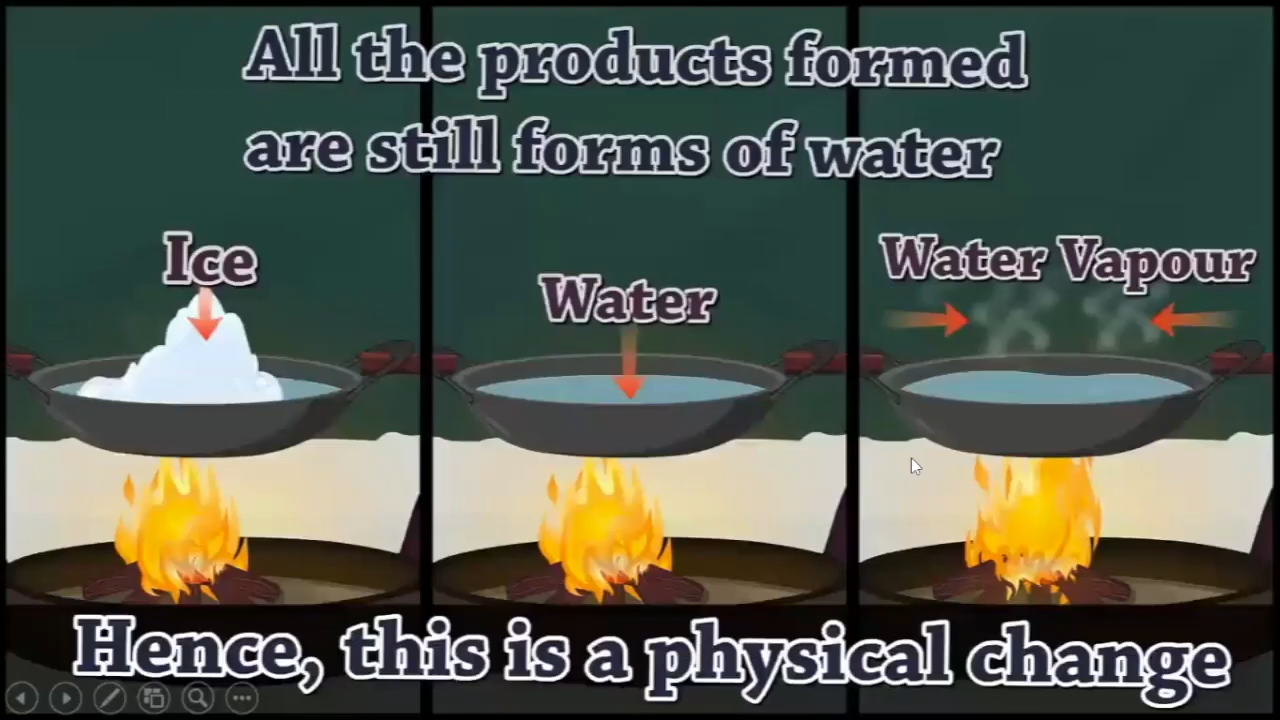 All the products formed
are still forms of water
Ice
Water
Water Vapour
Hence, this is a physical change